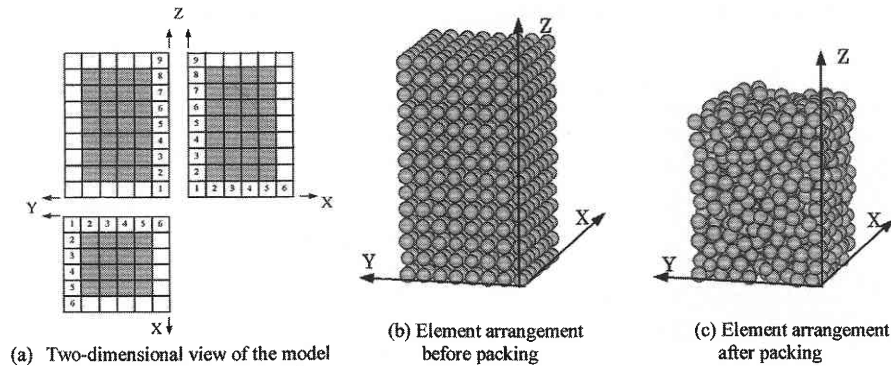 Z
9 9
8 8
7 7
6 6
5 5
4 4
3 3
2 2
1 1 2 3 4 5 6
Y X
1 2 3 4 5 6
2
3
4
5
6
X
(a) Two-dimensional view of the model
Z
Y
X
(b) Element arrangement
before packing
Z
Y
X
(c) Element arrangement
after packing